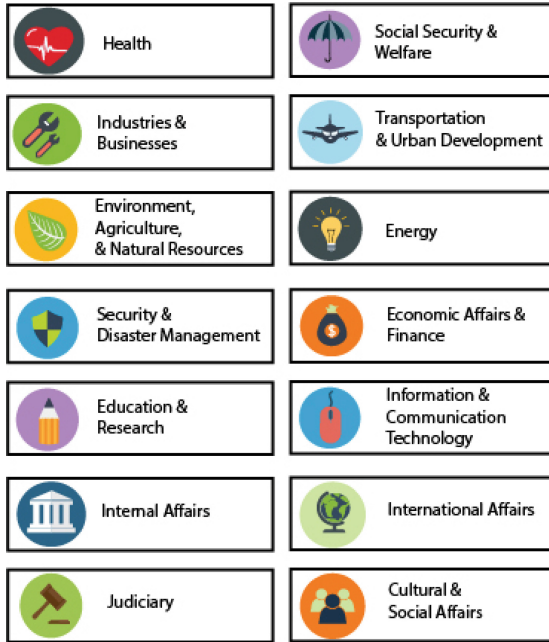 Health
Social Security &
Welfare
Industries &
Businesses
Transportation
& Urban Development
Environment,
Agriculture,
& Natural Resources
Energy
Security &
Disaster Management
$
Economic Affairs &
Finance
Education &
Research
Information &
Communication
Technology
Internal Affairs
International Affairs
Judiciary
Cultural &
Social Affairs